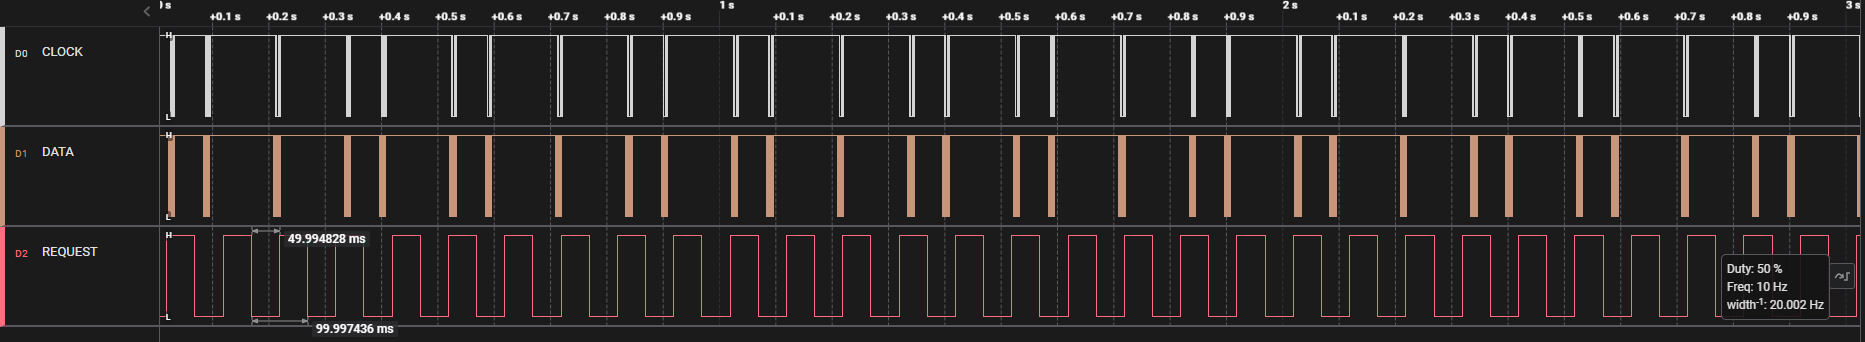 0 s 1 s 2 s 3 s
+0.1 s +0.2 s +0.3 s +0.4 s +0.5 s +0.6 s +0.7 s +0.8 s +0.9 s +0.1 s +0.2 s +0.3 s +0.4 s +0.5 s +0.6 s +0.7 s +0.8 s +0.9 s +0.1 s +0.2 s +0.3 s +0.4 s +0.5 s +0.6 s +0.7 s +0.8 s +0.9 s
H
D0 CLOCK
L
H
D1 DATA
L
H
49.994828 ms
D2 REQUEST
Duty: 50 %
Freq: 10 Hz
width⁻¹: 20.002 Hz
L
99.997436 ms